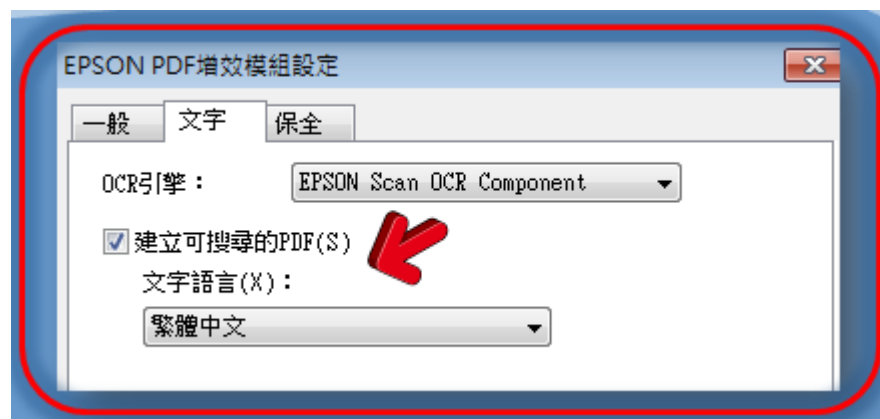 EPSON PDF增效模組設定
一般 文字 保全
OCR引擎： EPSON Scan OCR Component
建立可搜尋的PDF(S)
文字語言(X)：
繁體中文